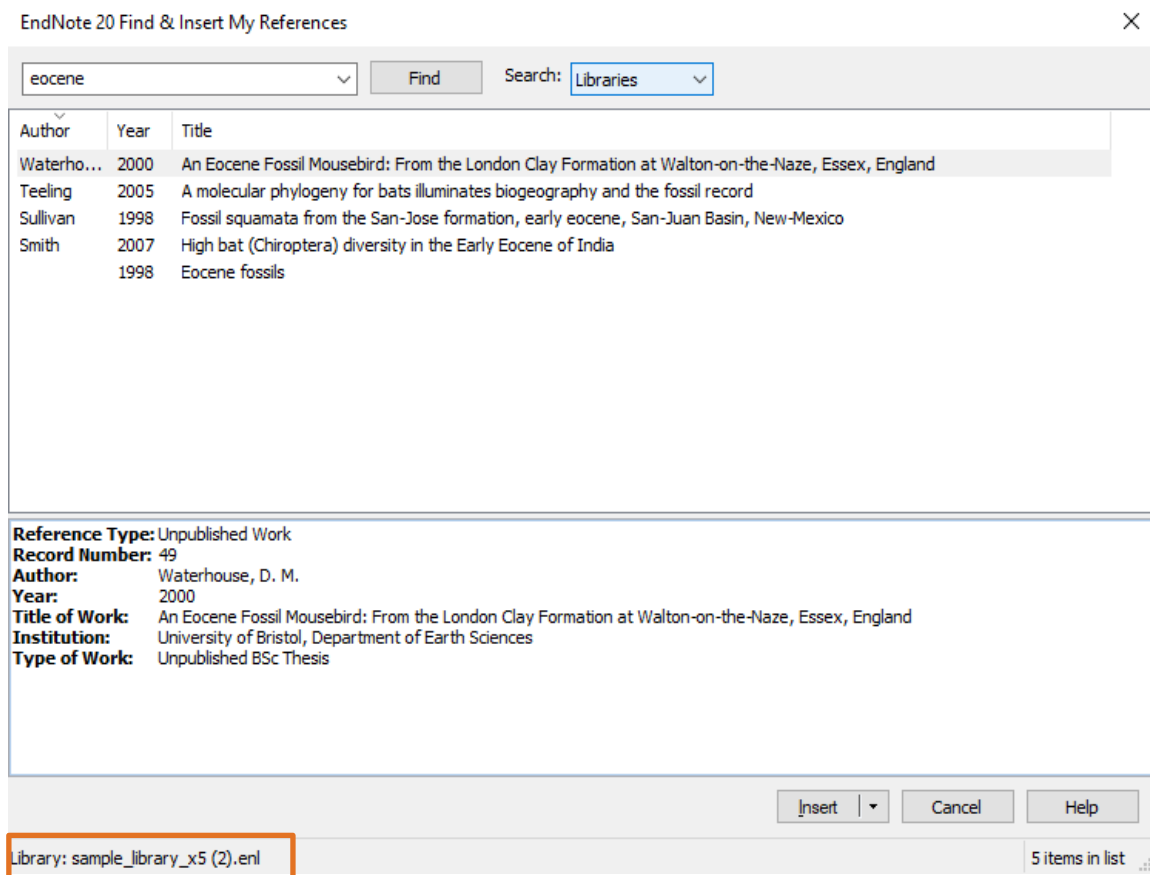 EndNote 20 Find & Insert My References
eocene Find Search: Libraries
Author Year Title
Waterho... 2000 An Eocene Fossil Mousebird: From the London Clay Formation at Walton-on-the-Naze, Essex, England
Teeling 2005 A molecular phylogeny for bats illuminates biogeography and the fossil record
Sullivan 1998 Fossil squamata from the San-Jose formation, early eocene, San-Juan Basin, New-Mexico
Smith 2007 High bat (Chiroptera) diversity in the Early Eocene of India
1998 Eocene fossils
Reference Type: Unpublished Work
Record Number: 49
Author: Waterhouse, D. M.
Year: 2000
Title of Work: An Eocene Fossil Mousebird: From the London Clay Formation at Walton-on-the-Naze, Essex, England
Institution: University of Bristol, Department of Earth Sciences
Type of Work: Unpublished BSc Thesis
Insert Cancel Help
Library: sample_library_x5 (2).enl 5 items in list